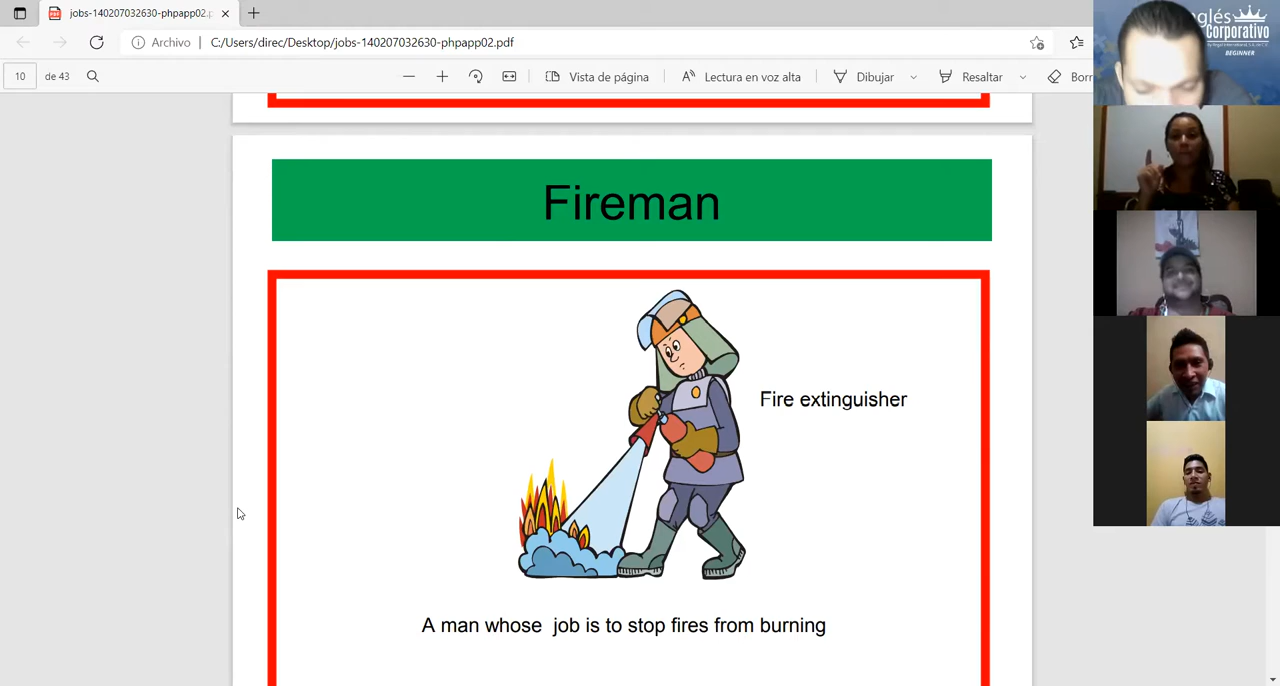 jobs-140207032630-phpapp02.p
Archivo
C:/Users/direc/Desktop/jobs-140207032630-phpapp02.pdf
10
de 43
Vista de página
Lectura en voz alta
Dibujar
Resaltar
Borr
Fireman
Fire extinguisher
A man whose job is to stop fires from burning
nglés
Corporativo
BEGINNER